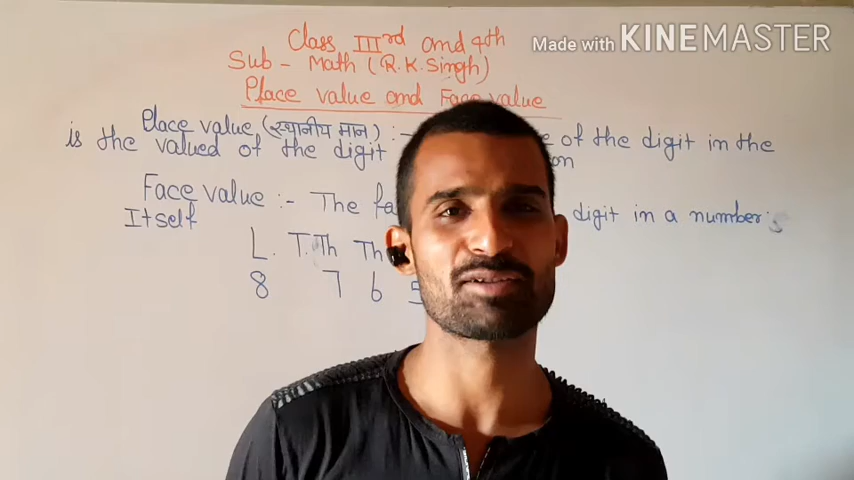 Class IIIrd and 4th
Made with KINEMASTER
Sub - Math (R.K.Singh)
Place value and Face value
Place value (स्थानीय मान) :- of the digit in the
is the valued of the digit
Face value :- The digit in a number is
Itself
L. T.Th Th
8 7 6 5